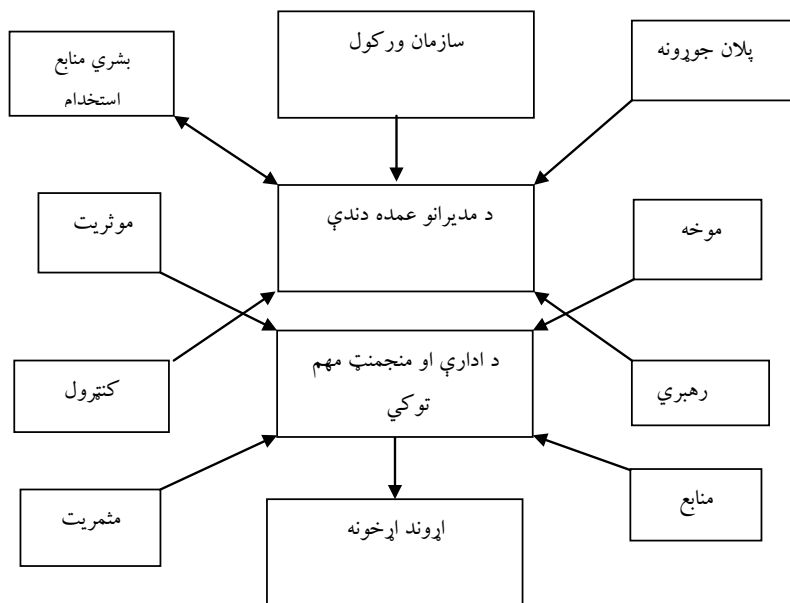 پلان جوړونه
سازمان ورکول
بشري منابع
استخدام
د مدیرانو عمده دندې
موخه
موثریت
د ادارې او منجمنټ مهم
توکي
رهبري
کنټرول
منابع
مثمریت
اړوند اړخونه